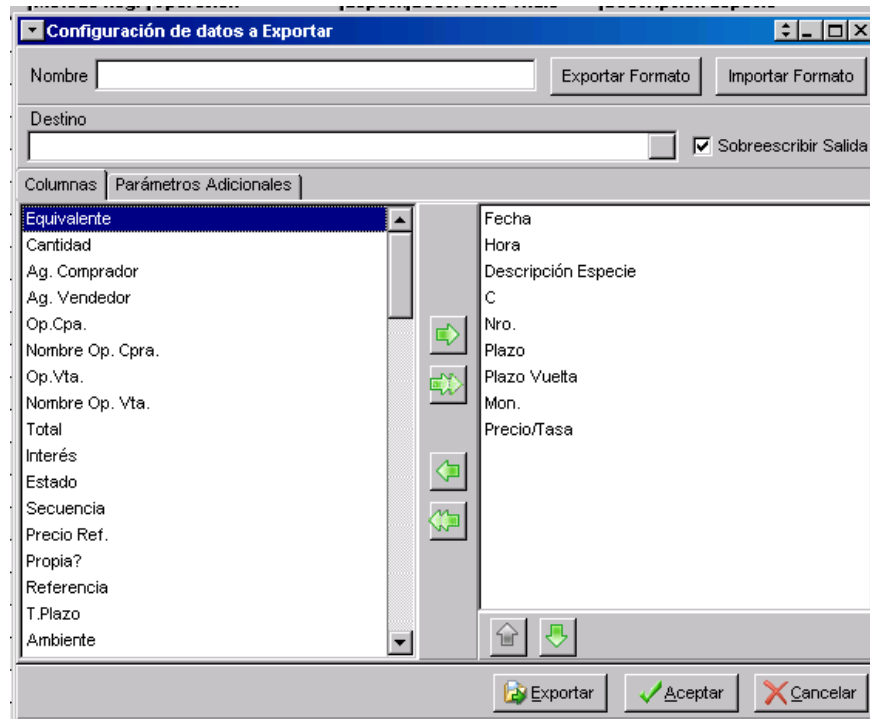 Configuración de datos a Exportar
Nombre
Exportar Formato
Importar Formato
Destino
Sobreescribir Salida
Columnas
Parámetros Adicionales
Equivalente
Cantidad
Ag. Comprador
Ag. Vendedor
Op.Cpa.
Nombre Op. Cpra.
Op.Vta.
Nombre Op. Vta.
Total
Interés
Estado
Secuencia
Precio Ref.
Propia?
Referencia
T.Plazo
Ambiente
Fecha
Hora
Descripción Especie
C
Nro.
Plazo
Plazo Vuelta
Mon.
Precio/Tasa
Exportar
Aceptar
Cancelar